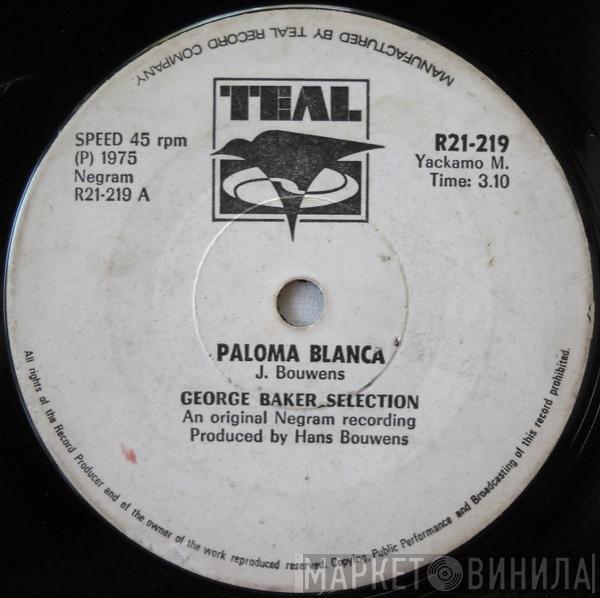 MANUFACTURED BY TEAL RECORD COMPANY.
TEAL
SPEED 45 rpm
(P) 1975
Negram
R21-219 A
R21-219
Yackamo M.
Time: 3.10
PALOMA BLANCA
J. Bouwens
GEORGE BAKER SELECTION
An original Negram recording
Produced by Hans Bouwens
All rights of the Record Producer and of the owner of the work reproduced reserved. Copying, Public Performance and Broadcasting of this record prohibited.
МАРКЕТ ВИНИЛА